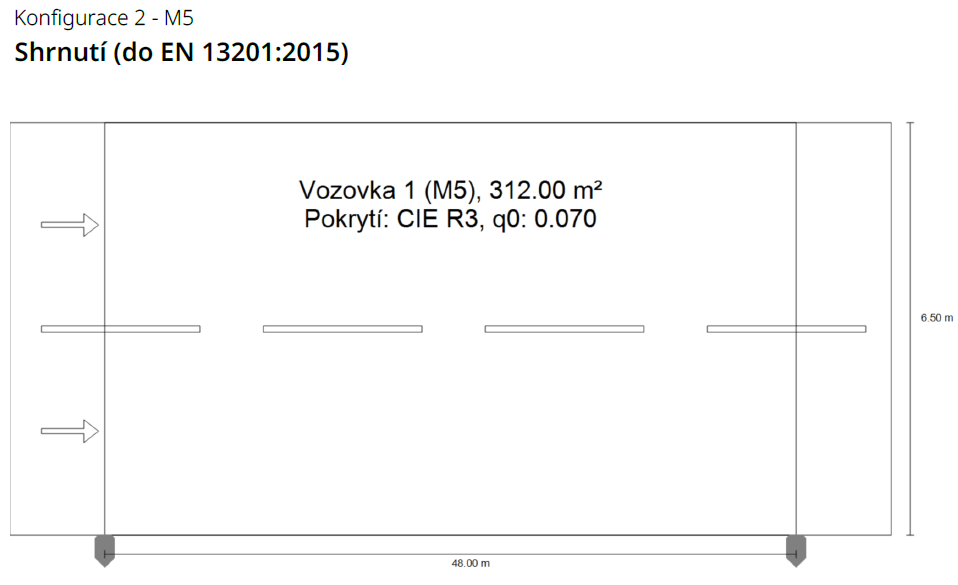 Konfigurace 2 - M5
Shrnutí (do EN 13201:2015)
Vozovka 1 (M5), 312.00 m²
Pokrytí: CIE R3, q0: 0.070
6.50 m
48.00 m